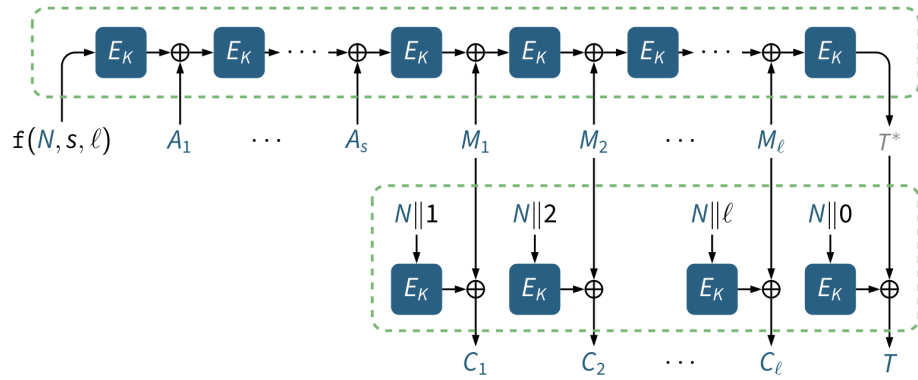 E_K E_K ··· E_K E_K E_K ··· E_K
f(N, s, ℓ) A_1 ··· A_s M_1 M_2 ··· M_ℓ T*
N||1 N||2 N||ℓ N||0
E_K E_K E_K E_K
C_1 C_2 ··· C_ℓ T